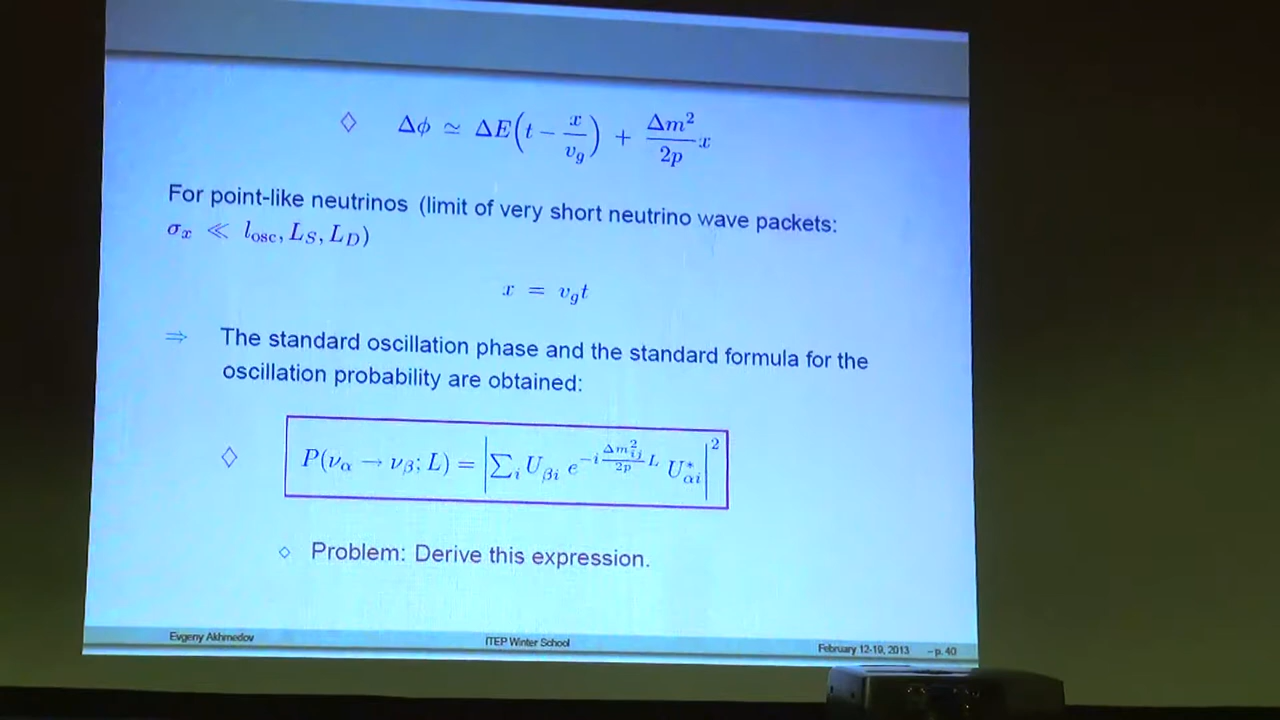 ◇ Δϕ ≃ ΔE(t − x/v_g) + Δm²/2p x
For point-like neutrinos (limit of very short neutrino wave packets:
σ_x ≪ l_osc, L_S, L_D)
x = v_g t
⇒ The standard oscillation phase and the standard formula for the
oscillation probability are obtained:
◇ P(ν_α → ν_β; L) = |∑_i U_βi e^{−i Δm²_ij/2p L} U*_αi|²
◇ Problem: Derive this expression.
Evgeny Akhmedov ITEP Winter School February 12-19, 2013 – p. 40